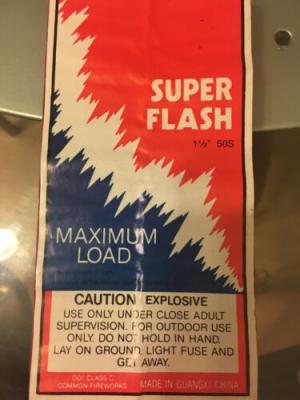 SUPER
FLASH
1½" 50S
MAXIMUM
LOAD
CAUTION EXPLOSIVE
USE ONLY UNDER CLOSE ADULT
SUPERVISION. FOR OUTDOOR USE
ONLY. DO NOT HOLD IN HAND.
LAY ON GROUND, LIGHT FUSE AND
GET AWAY.
DOT CLASS C
COMMON FIREWORKS
MADE IN GUANGXI CHINA